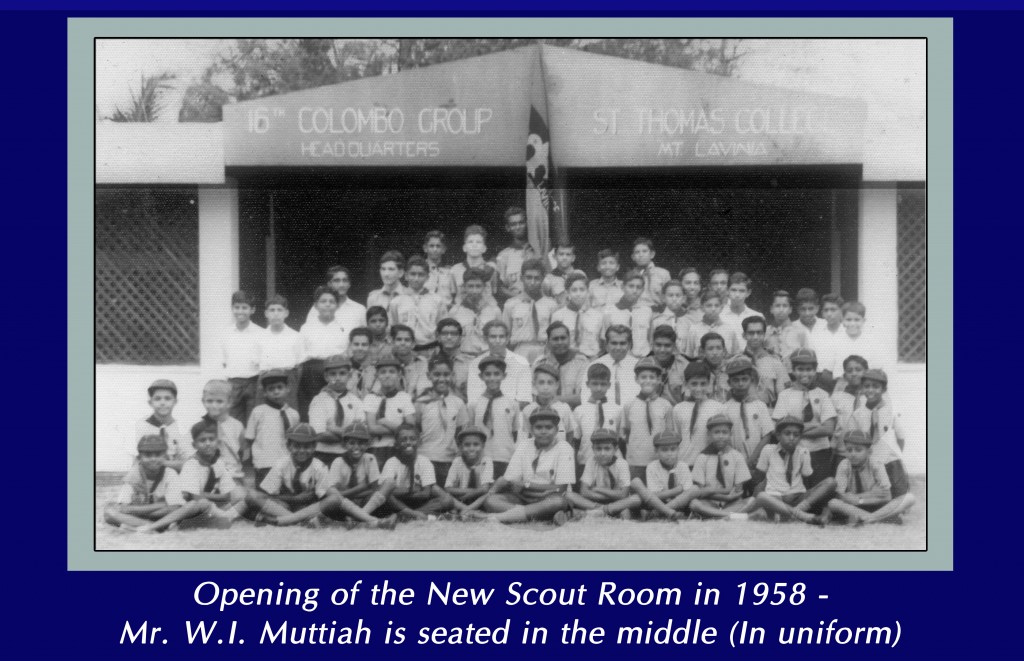 16TH COLOMBO GROUP
HEADQUARTERS
ST. THOMAS COLLEGE
MT. LAVINIA
Opening of the New Scout Room in 1958 -
Mr. W.I. Muttiah is seated in the middle (In uniform)